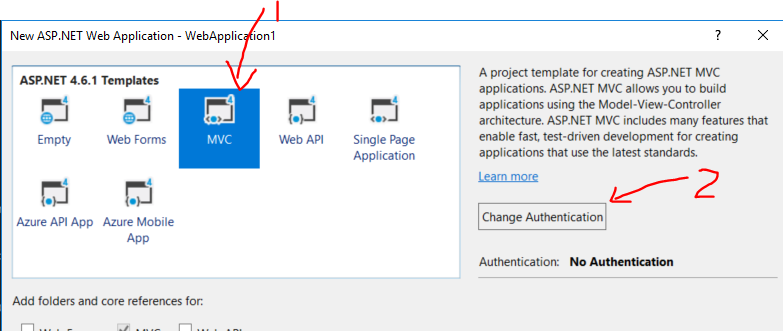 1
New ASP.NET Web Application - WebApplication1
? ×
ASP.NET 4.6.1 Templates
Empty
Web Forms
MVC
Web API
Single Page
Application
Azure API App
Azure Mobile
App
A project template for creating ASP.NET MVC
applications. ASP.NET MVC allows you to build
applications using the Model-View-Controller
architecture. ASP.NET MVC includes many features that
enable fast, test-driven development for creating
applications that use the latest standards.
Learn more
2
Change Authentication
Authentication: No Authentication
Add folders and core references for:
MVC
Web API